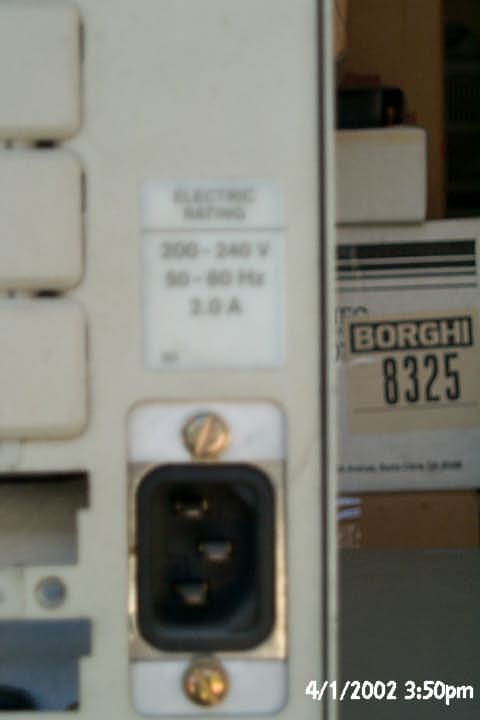 ELECTRIC
RATING
200-240 V
50-60 Hz
2.0 A
BORGHI
8325
4/1/2002 3:50pm